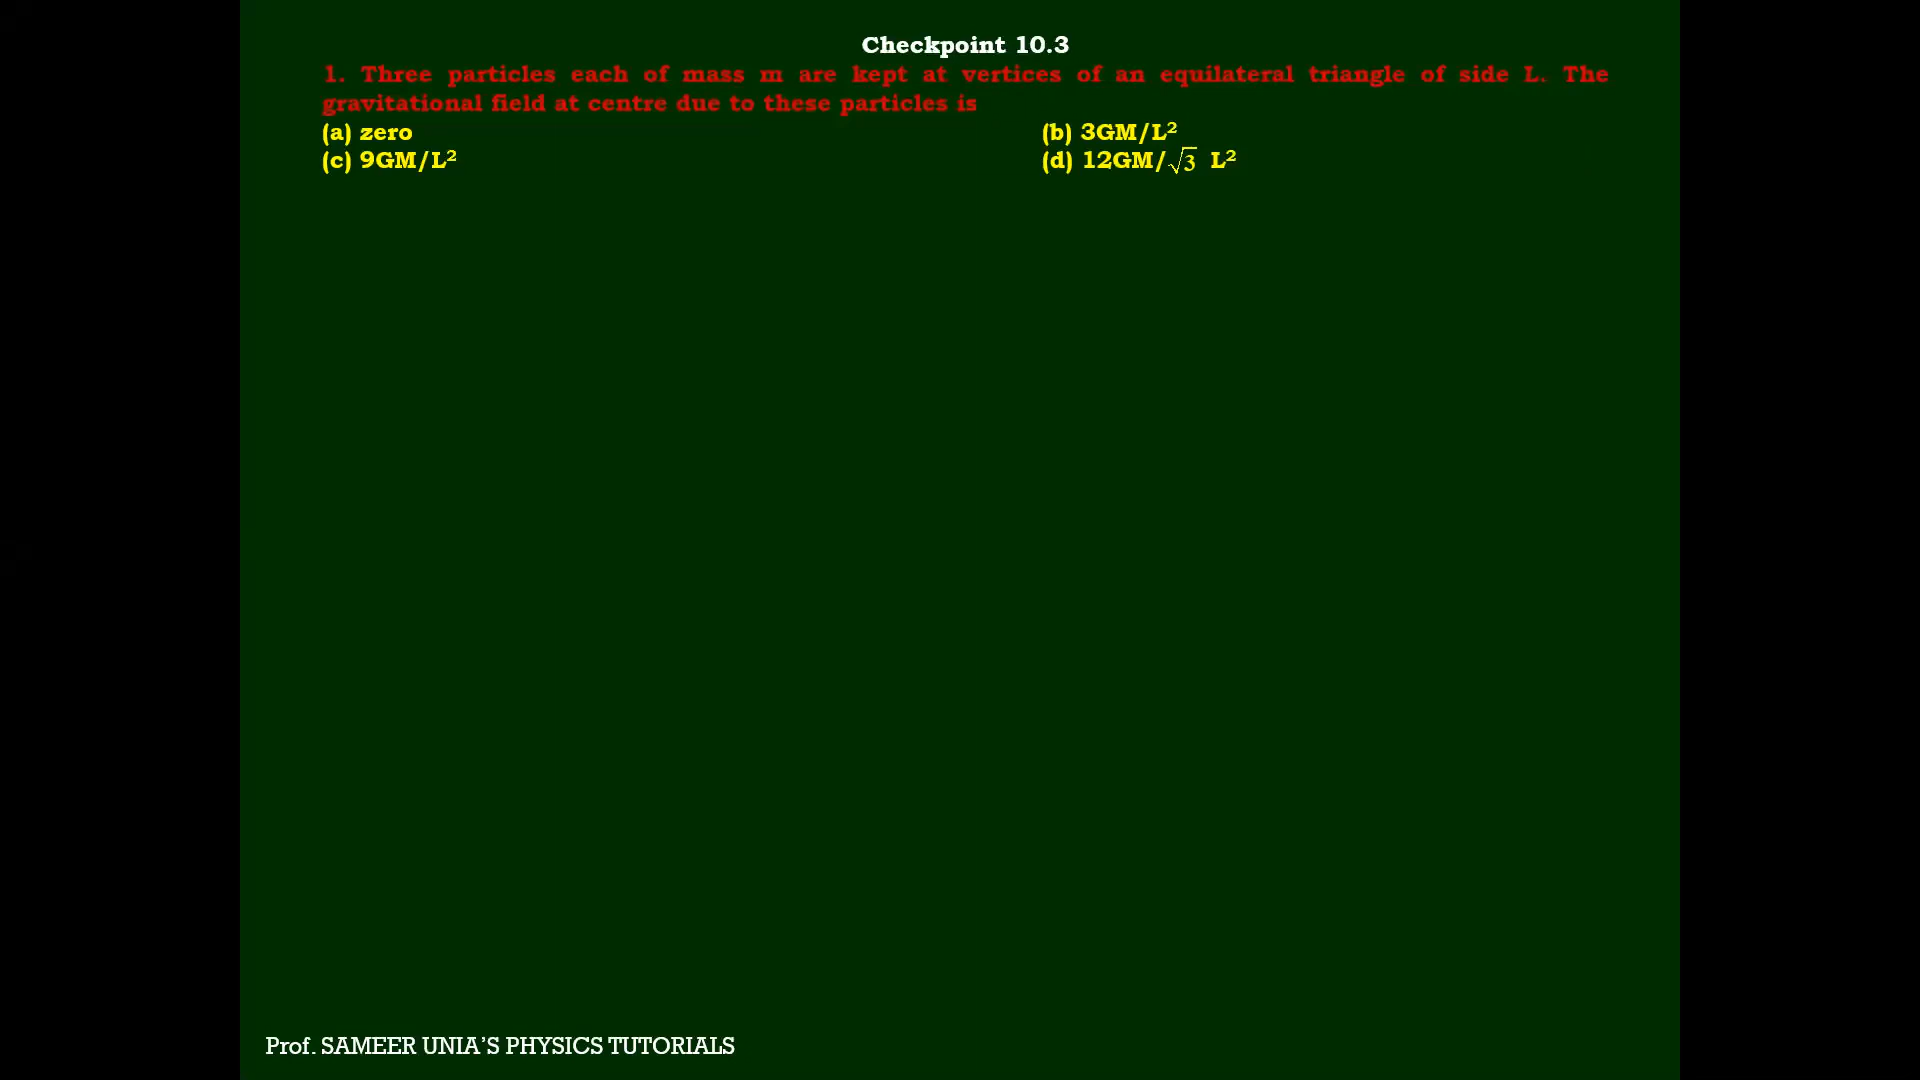 Checkpoint 10.3
1. Three particles each of mass m are kept at vertices of an equilateral triangle of side L. The
gravitational field at centre due to these particles is
(a) zero (b) 3GM/L²
(c) 9GM/L² (d) 12GM/√3 L²
Prof. SAMEER UNIA’S PHYSICS TUTORIALS